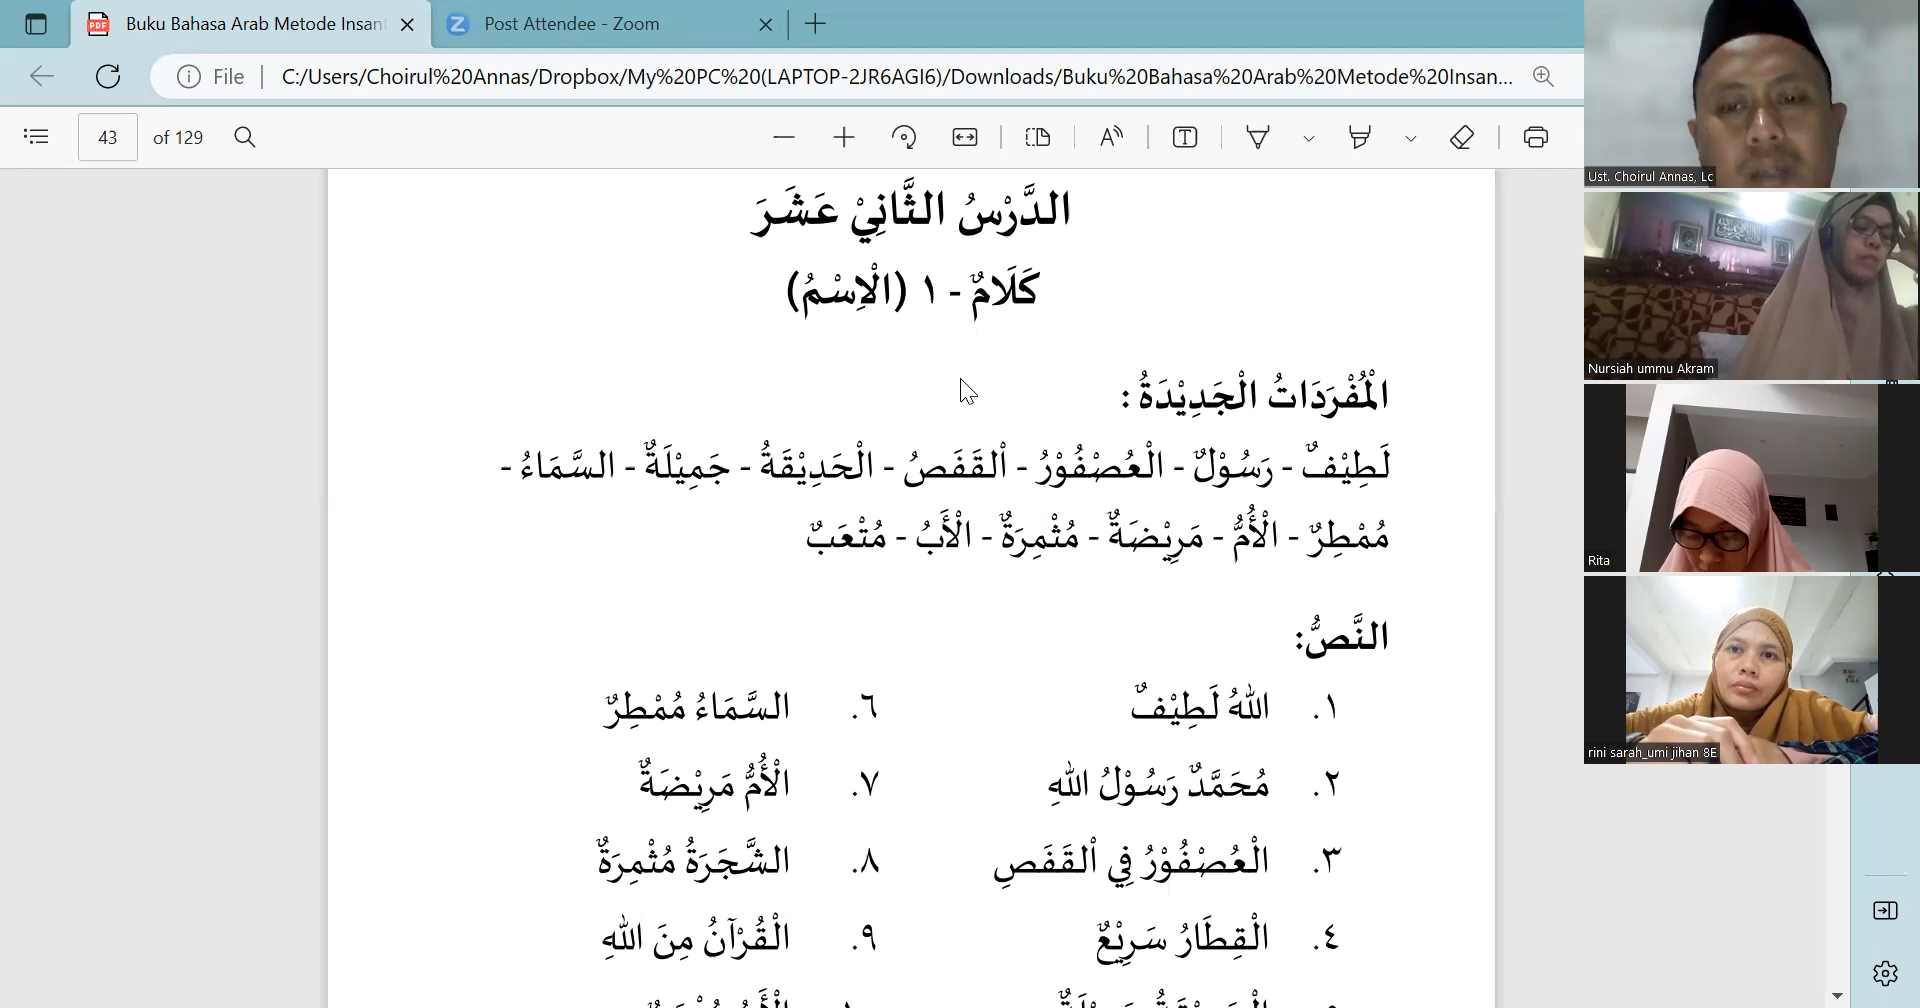 Buku Bahasa Arab Metode Insan
Post Attendee - Zoom
File
C:/Users/Choirul%20Annas/Dropbox/My%20PC%20(LAPTOP-2JR6AGI6)/Downloads/Buku%20Bahasa%20Arab%20Metode%20Insan...
43 of 129
الدَّرْسُ الثَّانِيْ عَشَرَ
كَلَامٌ - ١ (الْاِسْمُ)
الْمُفْرَدَاتُ الْجَدِيْدَةُ :
لَطِيْفٌ - رَسُوْلٌ - الْعُصْفُوْرُ - اْلقَفَصُ - الْحَدِيْقَةُ - جَمِيْلَةٌ - السَّمَاءُ -
مُمْطِرٌ - الْأُمُّ - مَرِيْضَةٌ - مُثْمِرَةٌ - الْأَبُ - مُتْعَبٌ
النَّصُّ:
١. اللهُ لَطِيْفٌ
٢. مُحَمَّدٌ رَسُوْلُ اللهِ
٣. الْعُصْفُوْرُ فِي اْلقَفَصِ
٤. الْقِطَارُ سَرِيْعٌ
٦. السَّمَاءُ مُمْطِرٌ
٧. الْأُمُّ مَرِيْضَةٌ
٨. الشَّجَرَةُ مُثْمِرَةٌ
٩. الْقُرْآنُ مِنَ اللهِ
Ust. Choirul Annas, Lc
Nursiah ummu Akram
Rita
rini sarah_umi jihan 8E